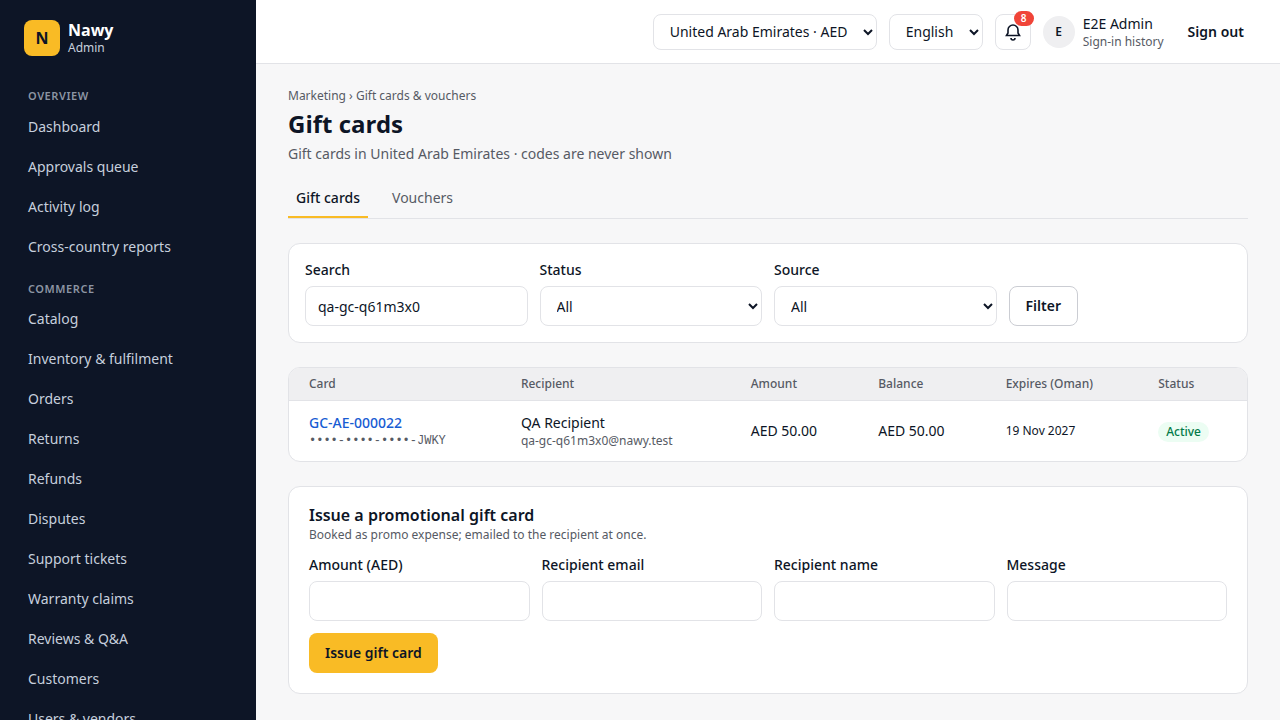 N
Nawy
Admin
OVERVIEW
Dashboard
Approvals queue
Activity log
Cross-country reports
COMMERCE
Catalog
Inventory & fulfilment
Orders
Returns
Refunds
Disputes
Support tickets
Warranty claims
Reviews & Q&A
Customers
Users & vendors
United Arab Emirates · AED
English
8
E
E2E Admin
Sign-in history
Sign out
Marketing › Gift cards & vouchers
Gift cards
Gift cards in United Arab Emirates · codes are never shown
Gift cards Vouchers
Search Status Source
qa-gc-q61m3x0 All All Filter
Card Recipient Amount Balance Expires (Oman) Status
GC-AE-000022 QA Recipient AED 50.00 AED 50.00 19 Nov 2027 Active
••••-••••-••••-JWKY qa-gc-q61m3x0@nawy.test
Issue a promotional gift card
Booked as promo expense; emailed to the recipient at once.
Amount (AED) Recipient email Recipient name Message
Issue gift card